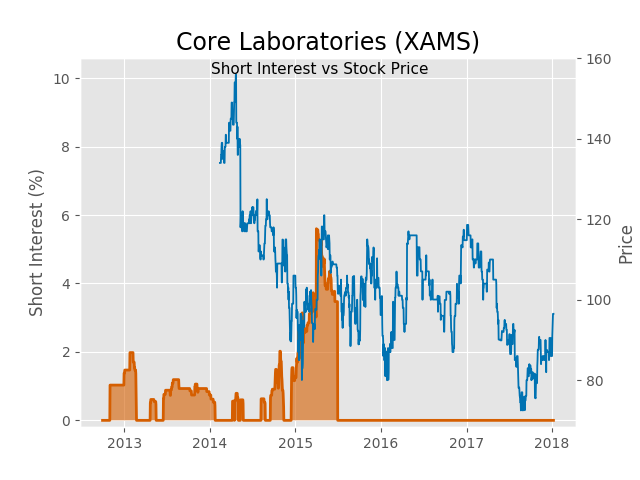 Core Laboratories (XAMS)
Short Interest vs Stock Price
Short Interest (%)
Price
10
8
6
4
2
0
160
140
120
100
80
2013 2014 2015 2016 2017 2018